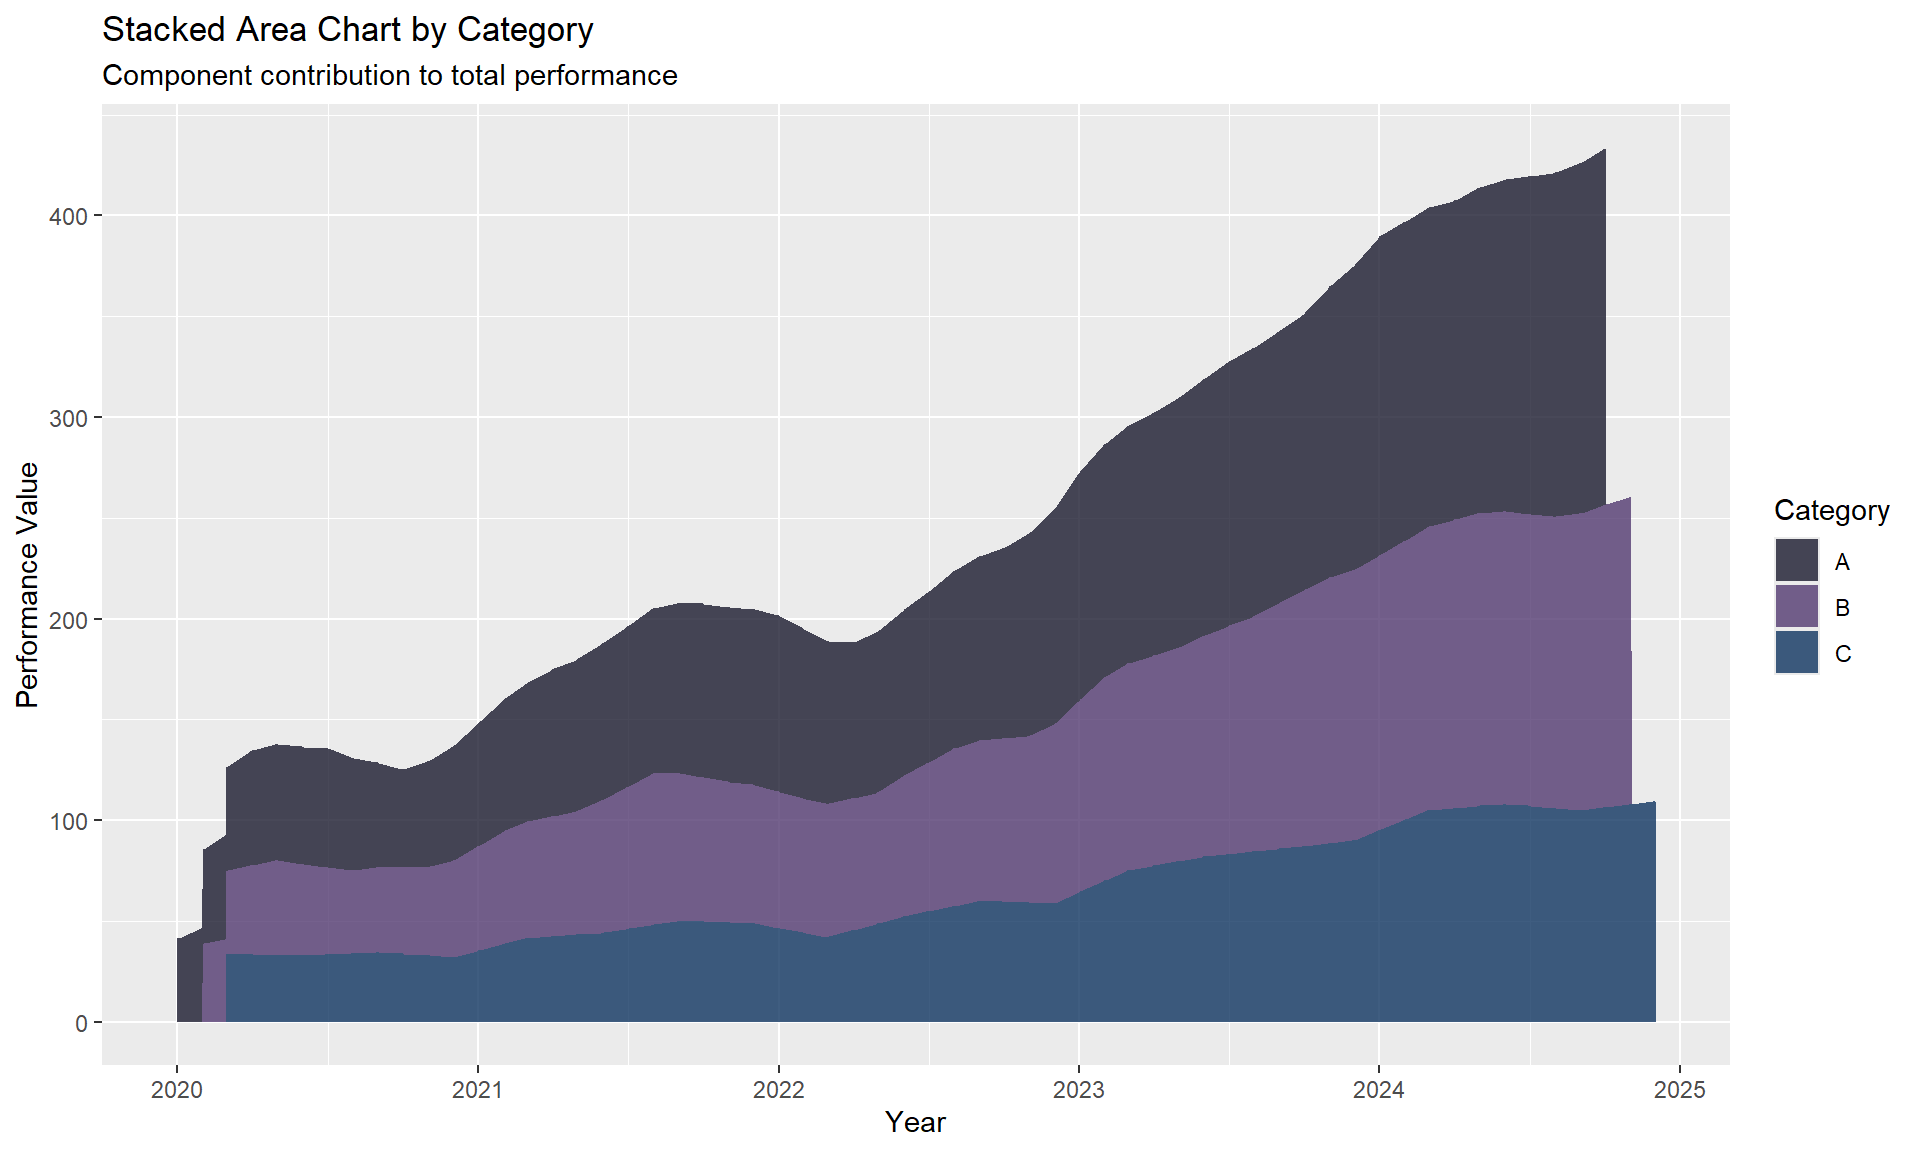 Stacked Area Chart by Category
Component contribution to total performance
Performance Value
400
300
200
100
0
2020 2021 2022 2023 2024 2025
Year
Category
A
B
C